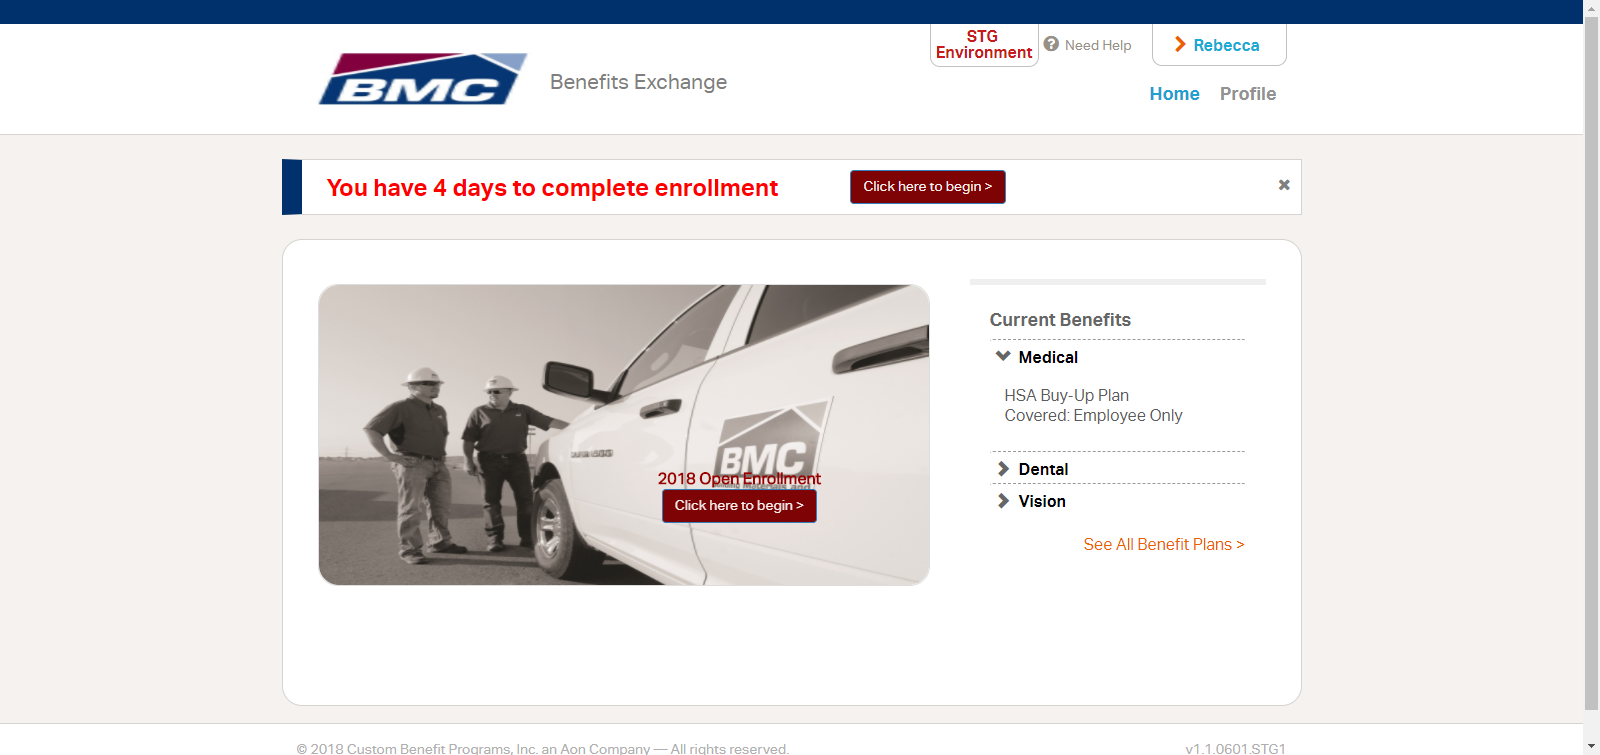 BMC
Benefits Exchange
STG
Environment
Need Help
Rebecca
Home
Profile
You have 4 days to complete enrollment
Click here to begin >
BMC
2018 Open Enrollment
Click here to begin >
Current Benefits
Medical
HSA Buy-Up Plan
Covered: Employee Only
Dental
Vision
See All Benefit Plans >
© 2018 Custom Benefit Programs, Inc. an Aon Company — All rights reserved.
v1.1.0601.STG1